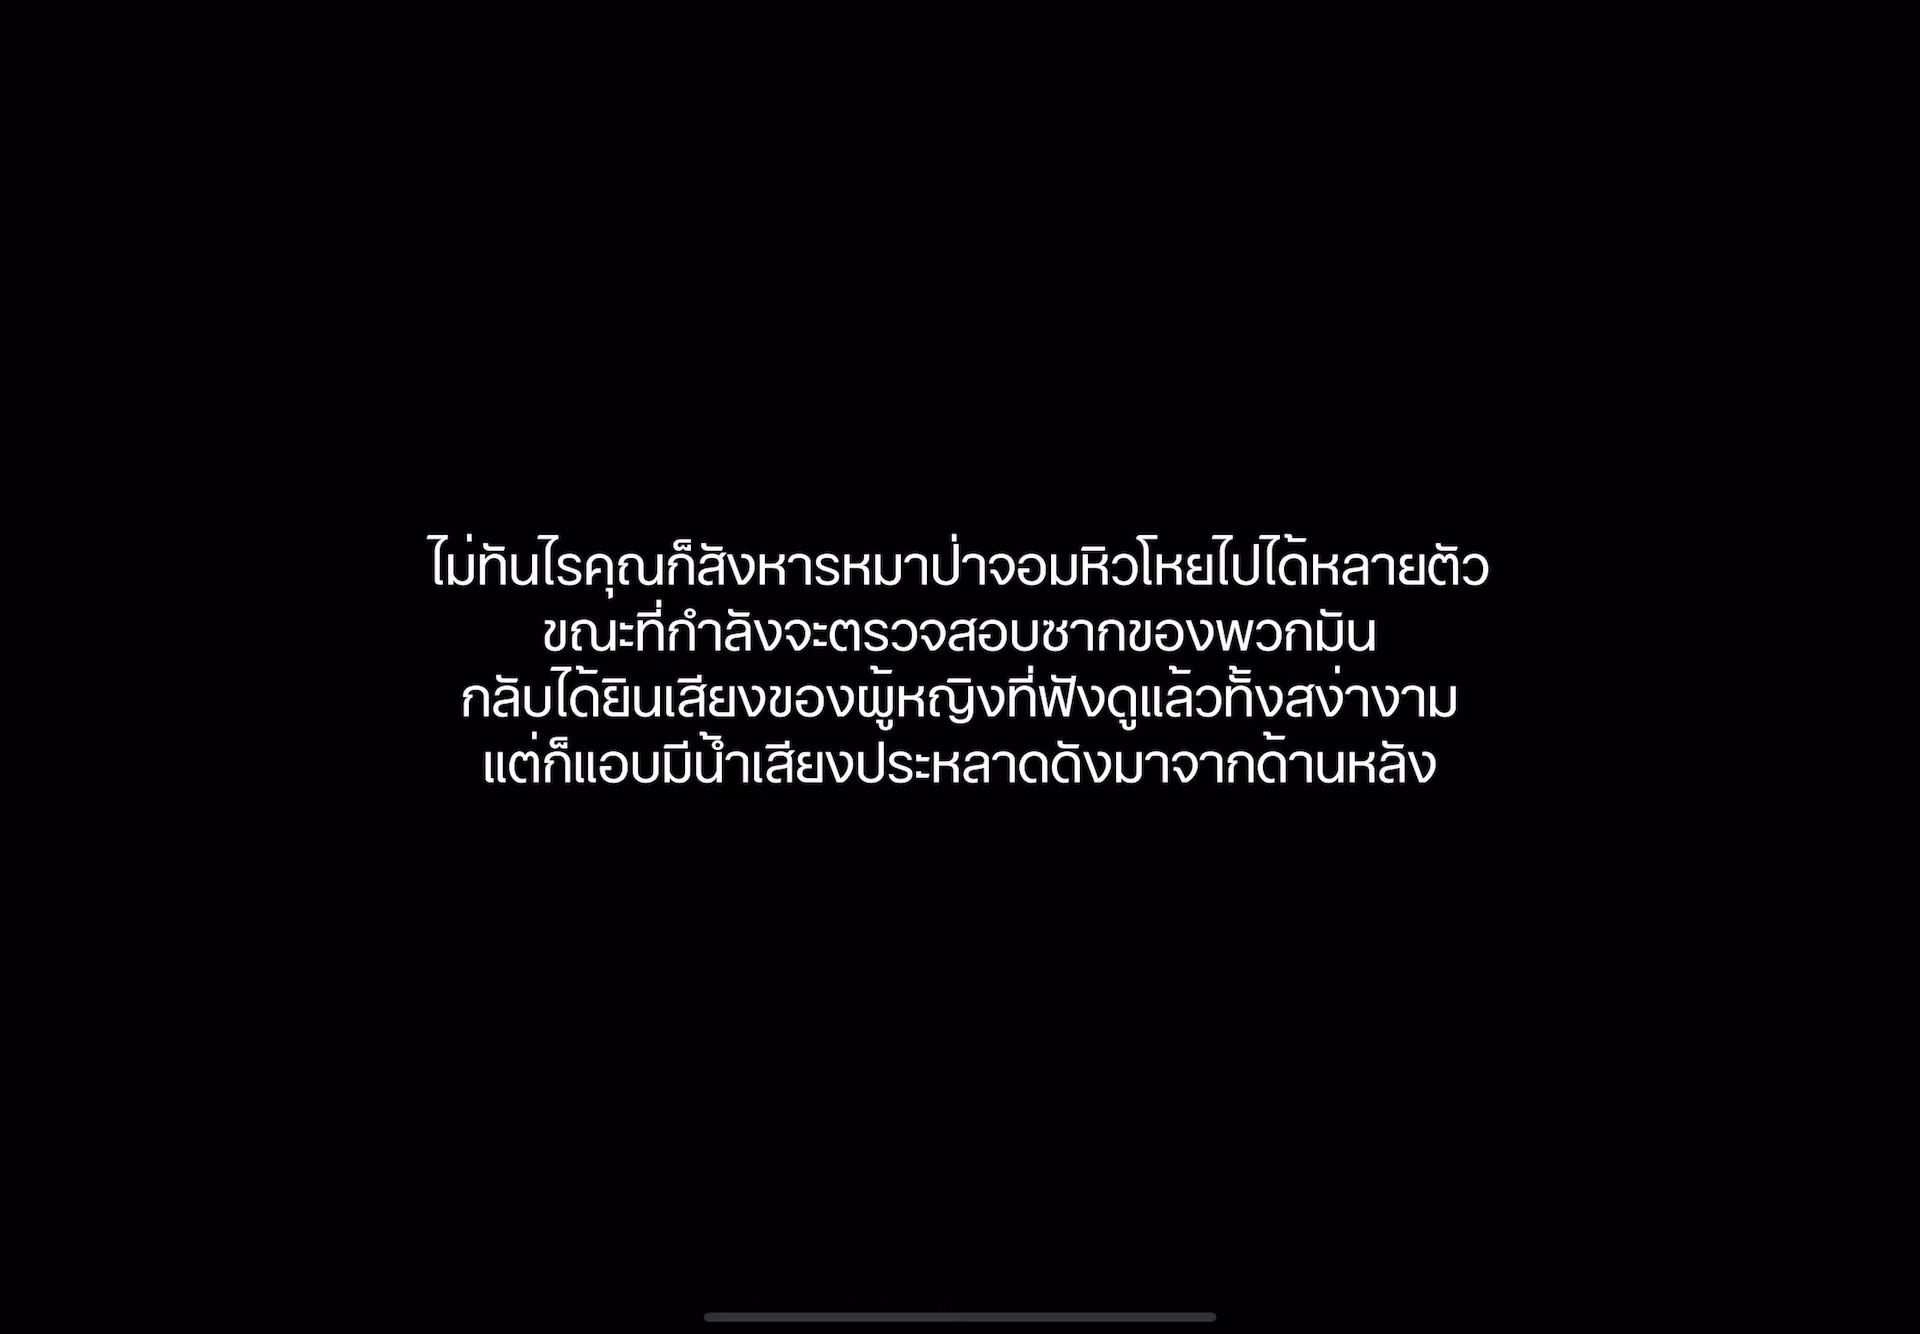 ไม่ทันไรคุณก็สังหารหมาป่าจอมหิวโหยไปได้หลายตัว
ขณะที่กำลังจะตรวจสอบซากของพวกมัน
กลับได้ยินเสียงของผู้หญิงที่ฟังดูแล้วทั้งสง่างาม
แต่ก็แอบมีน้ำเสียงประหลาดดังมาจากด้านหลัง